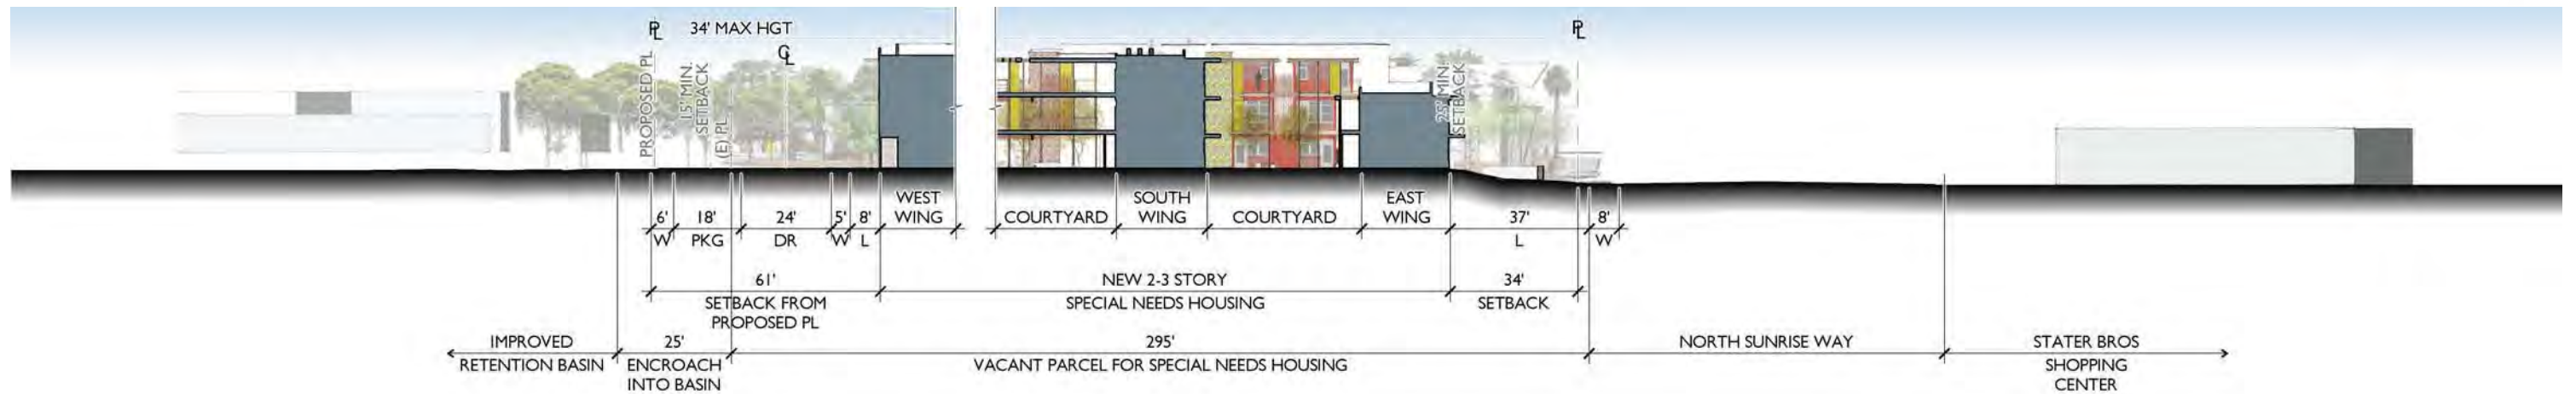 PL
34' MAX HGT
CL
PL
PROPOSED PL
15' MIN.
SETBACK
(E) PL
25' MIN.
SETBACK
6'
W
18'
PKG
24'
DR
5'
W
8'
L
WEST
WING
COURTYARD
SOUTH
WING
COURTYARD
EAST
WING
37'
L
8'
W
61'
SETBACK FROM
PROPOSED PL
NEW 2-3 STORY
SPECIAL NEEDS HOUSING
34'
SETBACK
IMPROVED
RETENTION BASIN
25'
ENCROACH
INTO BASIN
295'
VACANT PARCEL FOR SPECIAL NEEDS HOUSING
NORTH SUNRISE WAY
STATER BROS
SHOPPING
CENTER